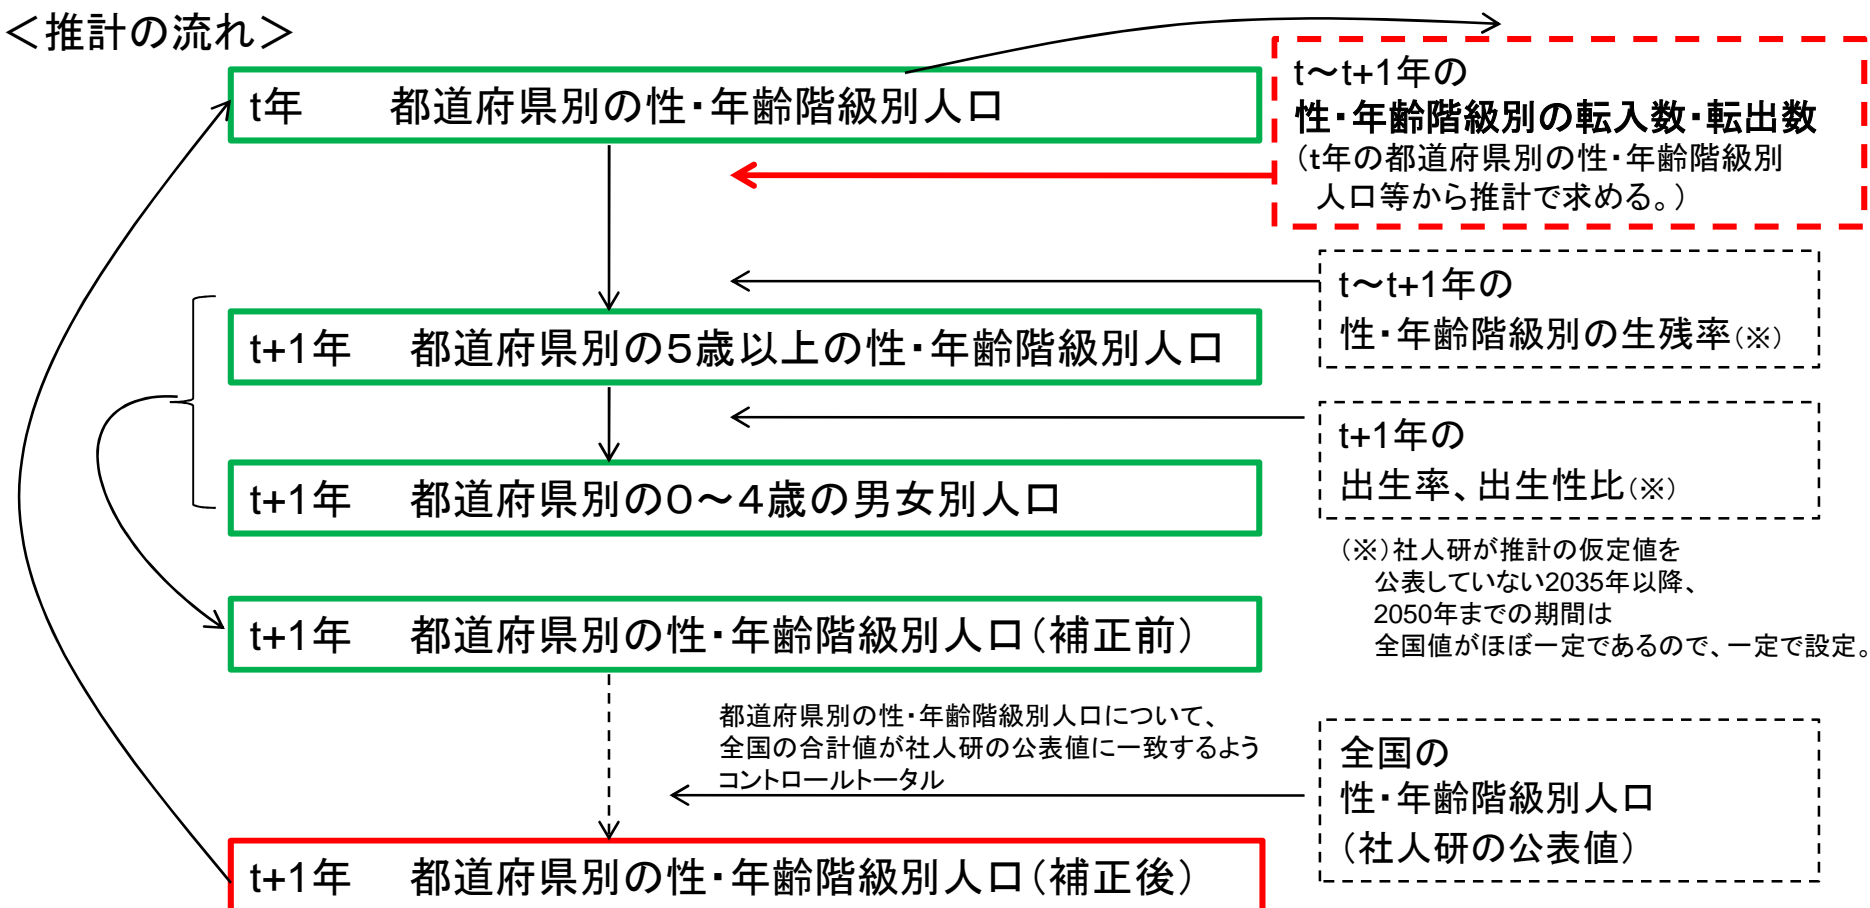 ＜推計の流れ＞
t年　都道府県別の性・年齢階級別人口
t～t+1年の
性・年齢階級別の転入数・転出数
（t年の都道府県別の性・年齢階級別
人口等から推計で求める。）
t～t+1年の
性・年齢階級別の生残率（※）
t+1年　都道府県別の５歳以上の性・年齢階級別人口
t+1年の
出生率、出生性比（※）
t+1年　都道府県別の０～４歳の男女別人口
（※）社人研が推計の仮定値を
公表していない2035年以降、
2050年までの期間は
全国値がほぼ一定であるので、一定で設定。
t+1年　都道府県別の性・年齢階級別人口（補正前）
都道府県別の性・年齢階級別人口について、
全国の合計値が社人研の公表値に一致するよう
コントロールトータル
全国の
性・年齢階級別人口
（社人研の公表値）
t+1年　都道府県別の性・年齢階級別人口（補正後）